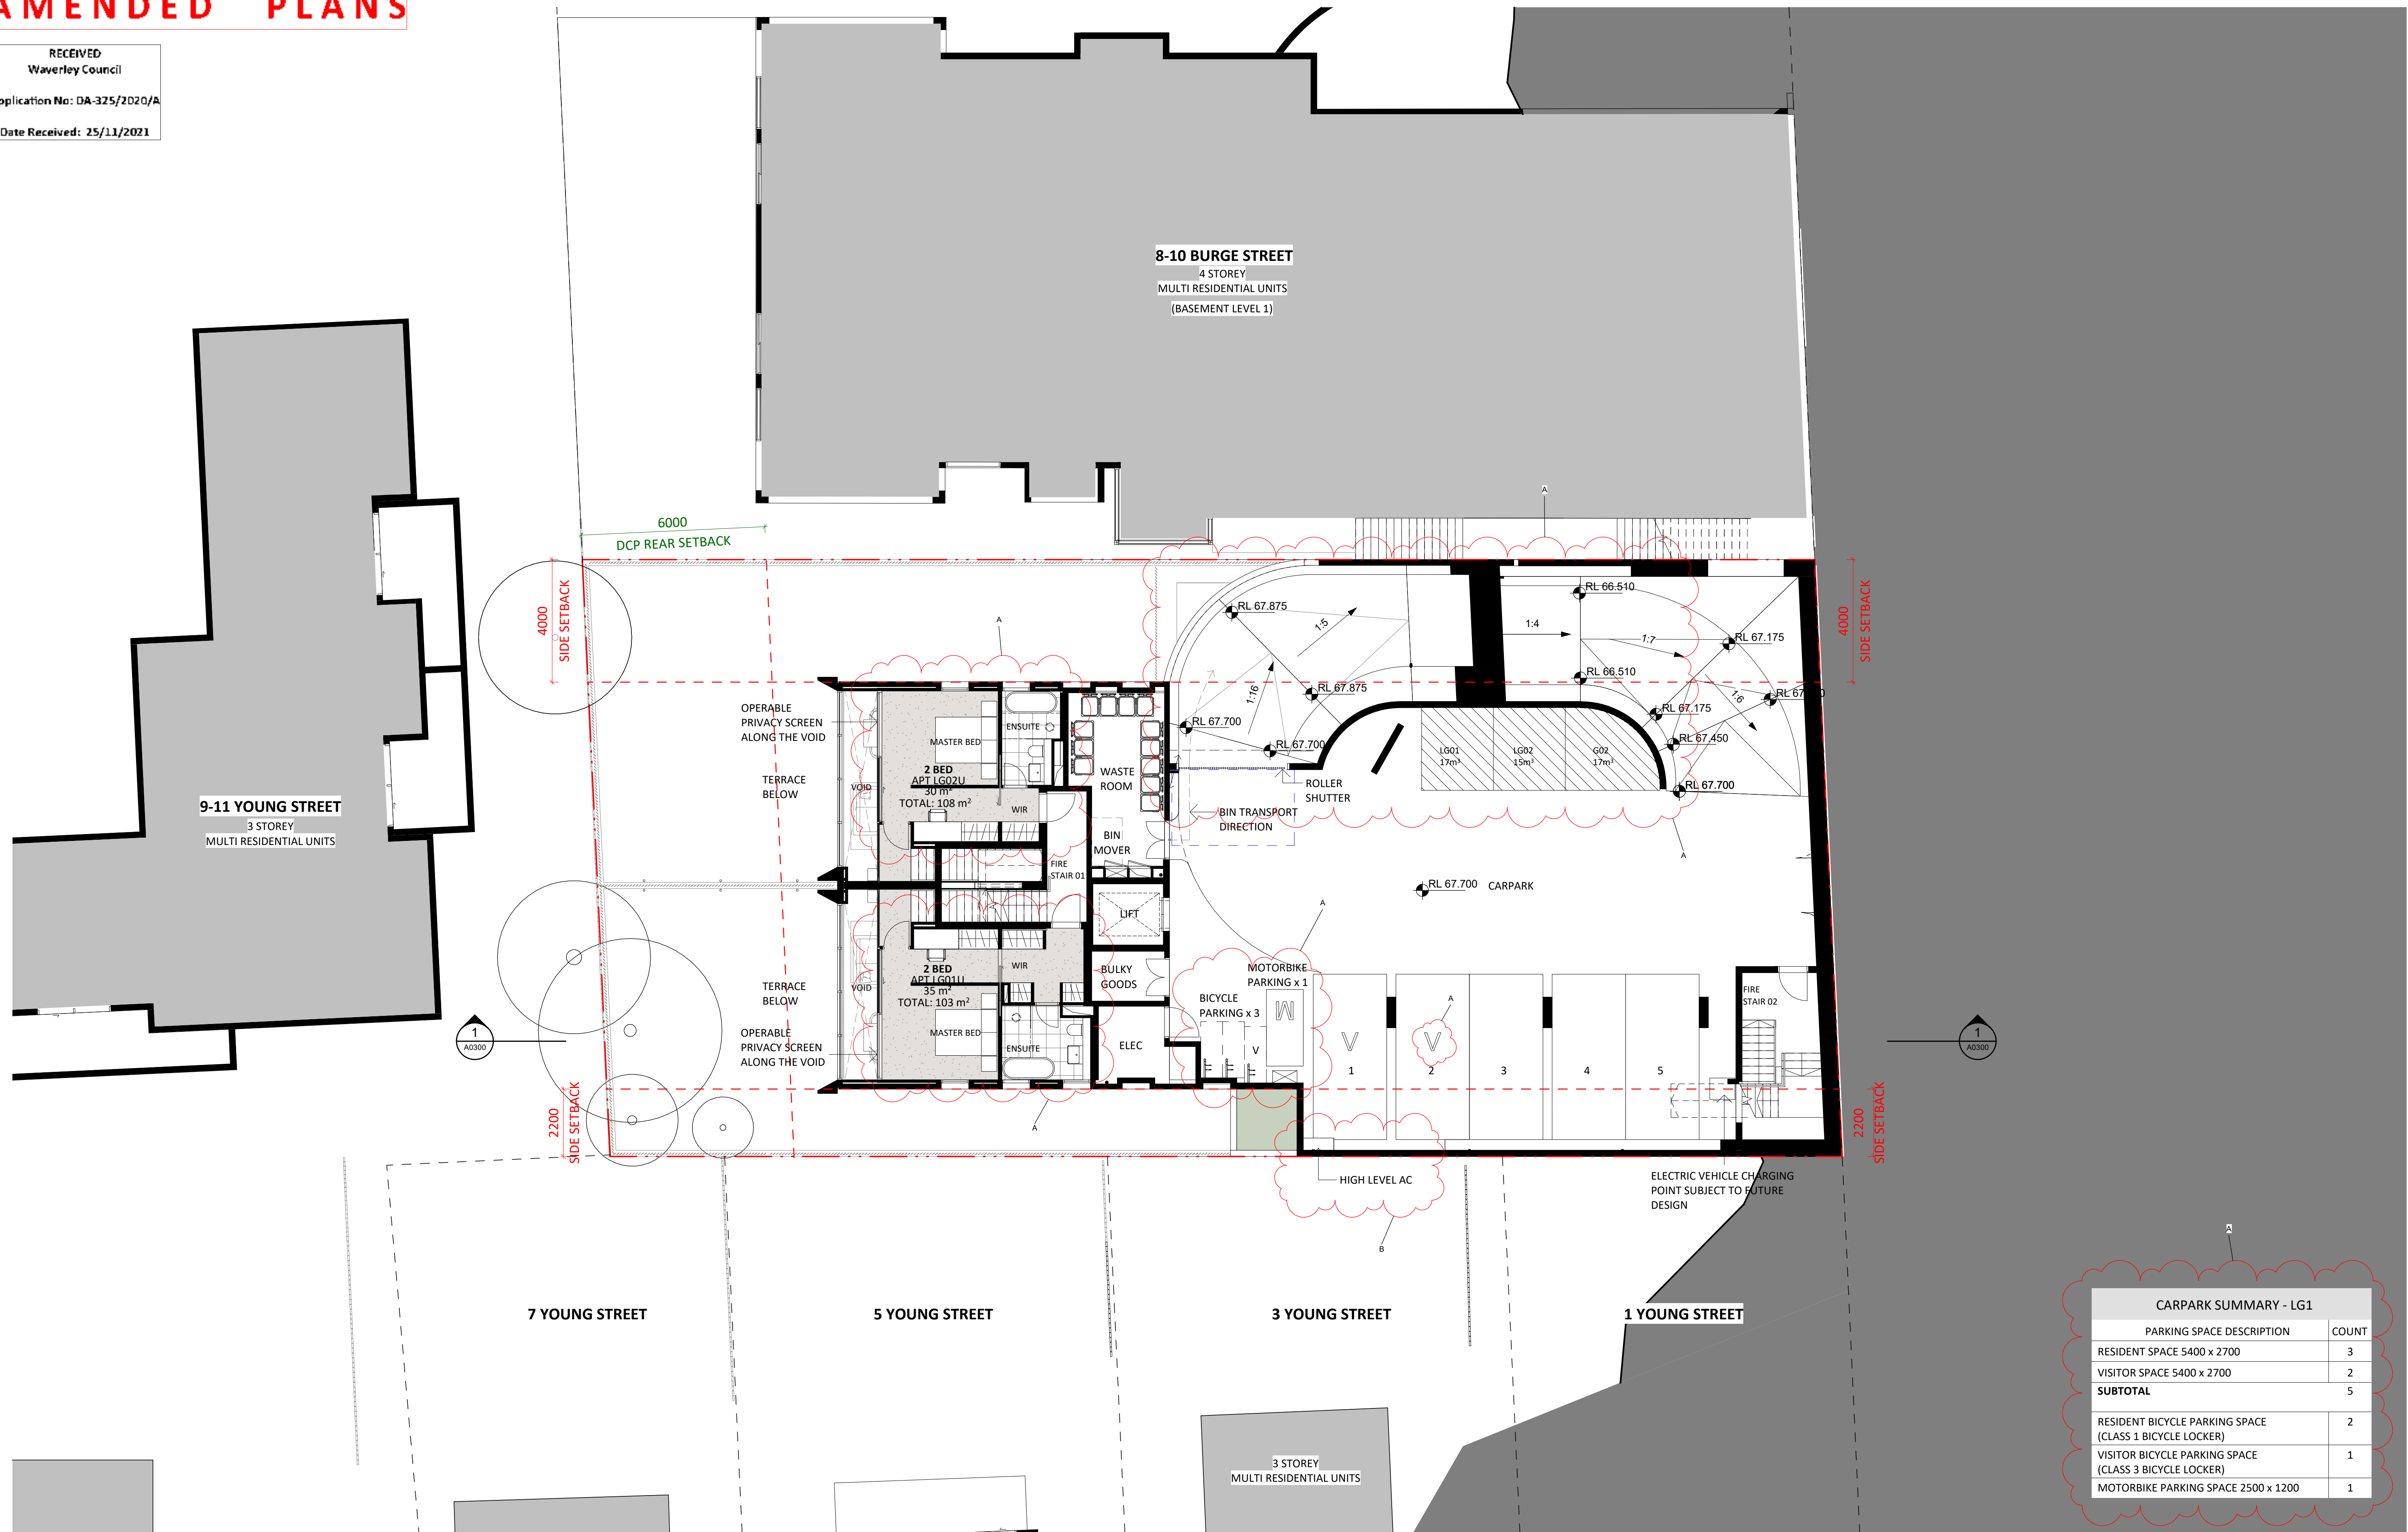 AMENDED PLANS
RECEIVED
Waverley Council
pplication No: DA-325/2020/A
Date Received: 25/11/2021
8-10 BURGE STREET
4 STOREY
MULTI RESIDENTIAL UNITS
(BASEMENT LEVEL 1)
9-11 YOUNG STREET
3 STOREY
MULTI RESIDENTIAL UNITS
6000
DCP REAR SETBACK
4000
SIDE SETBACK
4000
SIDE SETBACK
2200
SIDE SETBACK
2200
SIDE SETBACK
A
A
RL 67.875
1:5
RL 67.875
1:16
RL 67.700
RL 67.700
RL 66.510
1:4
1:7
RL 67.175
RL 66.510
1:6
RL 67.175
RL 67.450
RL 67.700
LG01
17m³
LG02
15m³
G02
17m³
OPERABLE
PRIVACY SCREEN
ALONG THE VOID
TERRACE
BELOW
VOID
MASTER BED
ENSUITE
2 BED
APT LG02U
30 m²
TOTAL: 108 m²
WIR
WASTE
ROOM
BIN
MOVER
ROLLER
SHUTTER
BIN TRANSPORT
DIRECTION
A
FIRE
STAIR 01
LIFT
RL 67.700
CARPARK
A
TERRACE
BELOW
OPERABLE
PRIVACY SCREEN
ALONG THE VOID
VOID
2 BED
APT LG01U
35 m²
TOTAL: 103 m²
WIR
MASTER BED
ENSUITE
BULKY
GOODS
ELEC
MOTORBIKE
PARKING x 1
BICYCLE
PARKING x 3
M
V
V
V
A
1
2
3
4
5
FIRE
STAIR 02
1
A0300
1
A0300
A
HIGH LEVEL AC
B
ELECTRIC VEHICLE CHARGING
POINT SUBJECT TO FUTURE
DESIGN
7 YOUNG STREET
5 YOUNG STREET
3 YOUNG STREET
1 YOUNG STREET
3 STOREY
MULTI RESIDENTIAL UNITS
A
CARPARK SUMMARY - LG1
PARKING SPACE DESCRIPTION COUNT
RESIDENT SPACE 5400 x 2700 3
VISITOR SPACE 5400 x 2700 2
SUBTOTAL 5
RESIDENT BICYCLE PARKING SPACE 2
(CLASS 1 BICYCLE LOCKER)
VISITOR BICYCLE PARKING SPACE 1
(CLASS 3 BICYCLE LOCKER)
MOTORBIKE PARKING SPACE 2500 x 1200 1